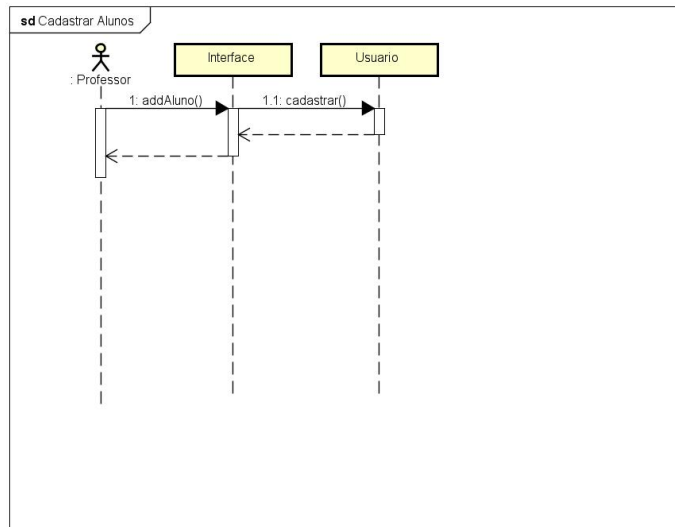 sd Cadastrar Alunos
: Professor
Interface
Usuario
1: addAluno()
1.1: cadastrar()